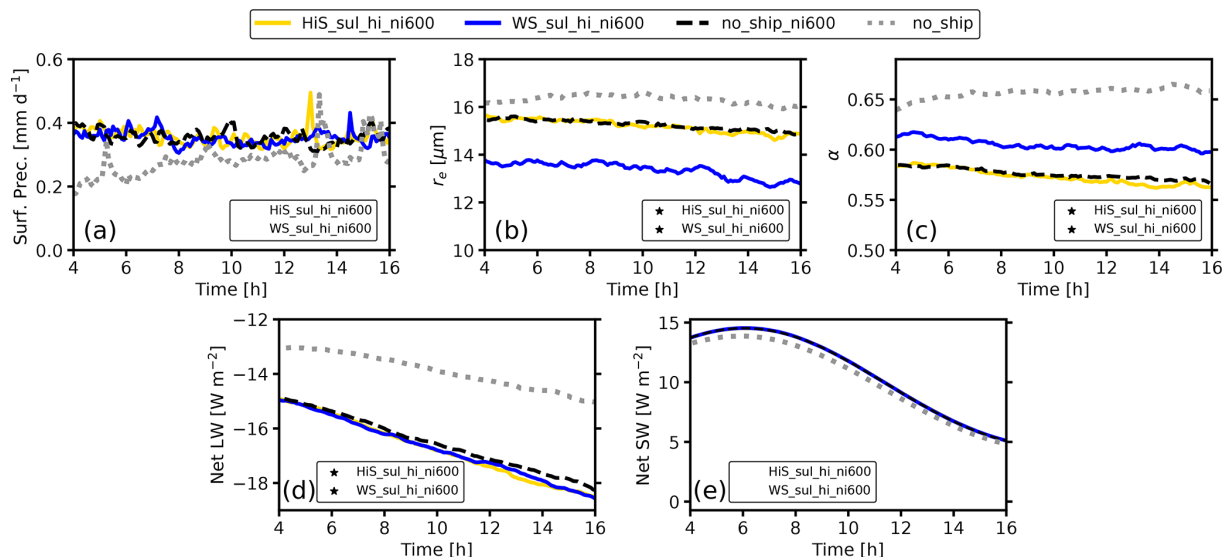 HiS_sul_hi_ni600 WS_sul_hi_ni600 no_ship_ni600 no_ship
Surf. Prec. [mm d⁻¹]
0.6
0.4
0.2
0.0
(a)
HiS_sul_hi_ni600
WS_sul_hi_ni600
4 6 8 10 12 14 16
Time [h]
rₑ [μm]
18
16
14
12
10
(b)
★ HiS_sul_hi_ni600
★ WS_sul_hi_ni600
4 6 8 10 12 14 16
Time [h]
α
0.65
0.60
0.55
0.50
(c)
★ HiS_sul_hi_ni600
★ WS_sul_hi_ni600
4 6 8 10 12 14 16
Time [h]
Net LW [W m⁻²]
−12
−14
−16
−18
(d)
★ HiS_sul_hi_ni600
★ WS_sul_hi_ni600
4 6 8 10 12 14 16
Time [h]
Net SW [W m⁻²]
15
10
5
0
(e)
HiS_sul_hi_ni600
WS_sul_hi_ni600
4 6 8 10 12 14 16
Time [h]